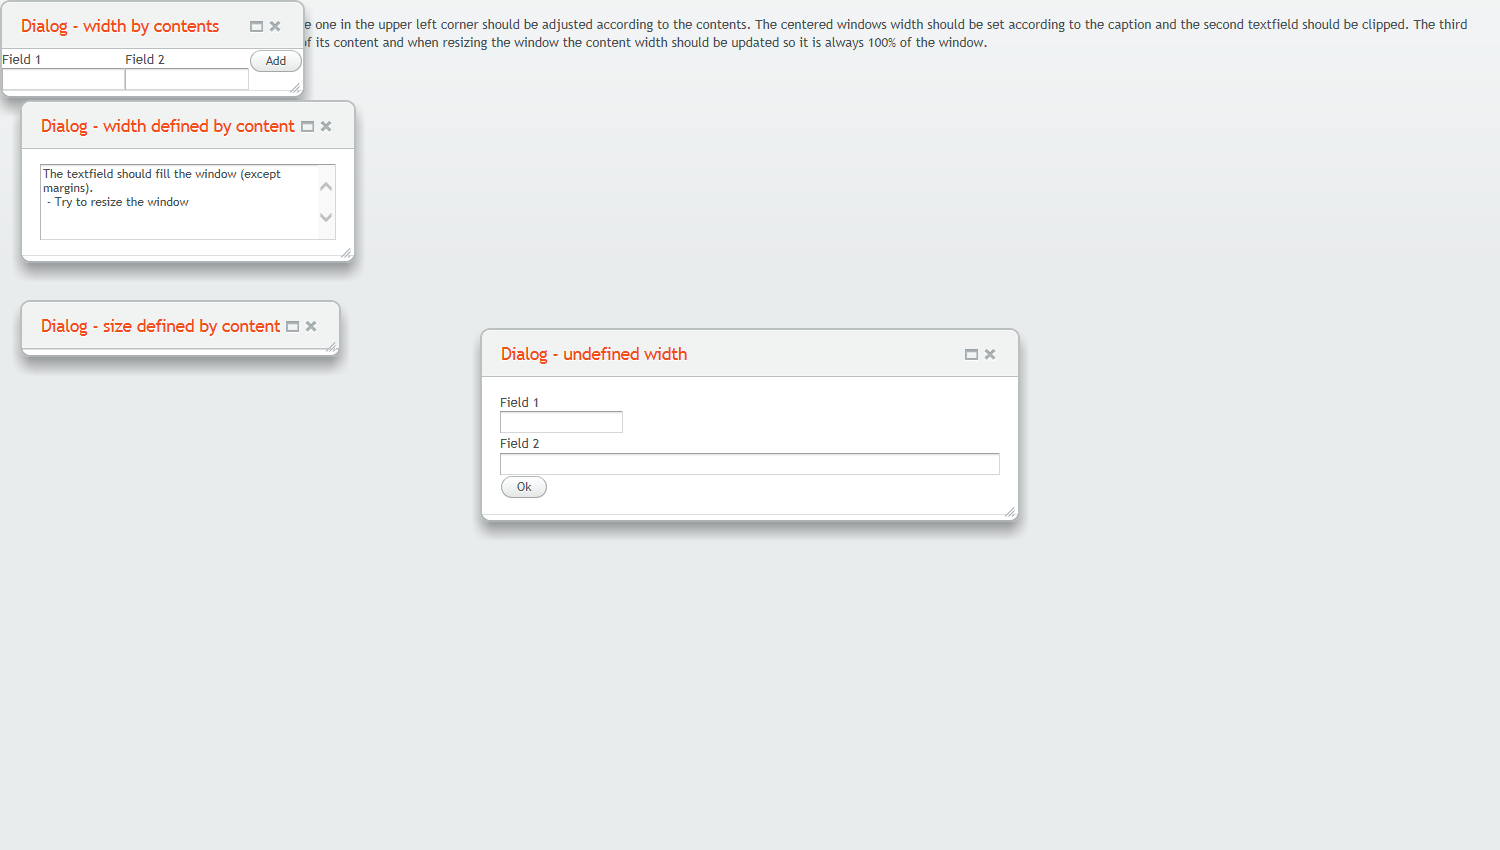 Dialog - width by contents
one in the upper left corner should be adjusted according to the contents. The centered windows width should be set according to the caption and the second textfield should be clipped. The third
its content and when resizing the window the content width should be updated so it is always 100% of the window.
Field 1
Field 2
Add
Dialog - width defined by content
The textfield should fill the window (except
margins).
- Try to resize the window
Dialog - size defined by content
Dialog - undefined width
Field 1
Field 2
Ok